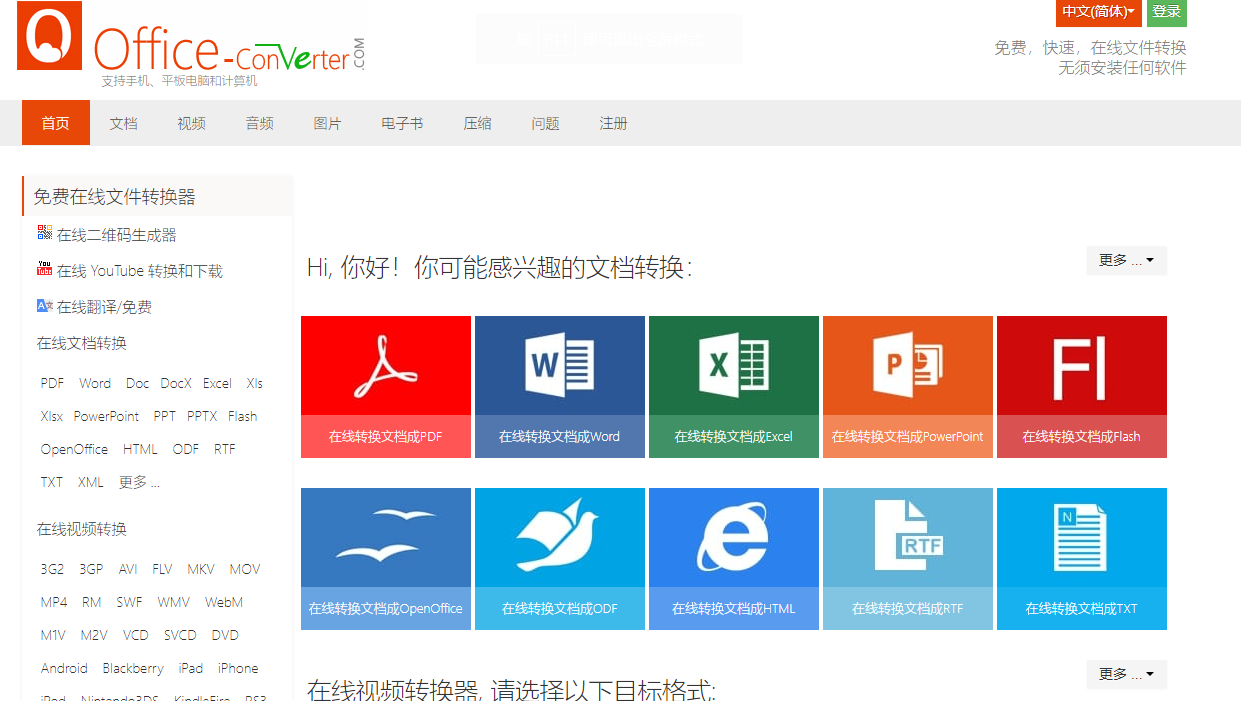 中文(简体)
登录
Office-Converter.COM
支持手机、平板电脑和计算机
免费，快速，在线文件转换
无须安装任何软件
首页 文档 视频 音频 图片 电子书 压缩 问题 注册
免费在线文件转换器
在线二维码生成器
You Tube 在线 YouTube 转换和下载
A 在线翻译/免费
在线文档转换
PDF Word Doc DocX Excel Xls
Xlsx PowerPoint PPT PPTX Flash
OpenOffice HTML ODF RTF
TXT XML 更多 ...
在线视频转换
3G2 3GP AVI FLV MKV MOV
MP4 RM SWF WMV WebM
M1V M2V VCD SVCD DVD
Android Blackberry iPad iPhone
iPod Nintendo3DS KindleFire PS3
Hi, 你好！你可能感兴趣的文档转换：
更多 ...
W X P Fl
在线转换文档成PDF 在线转换文档成Word 在线转换文档成Excel 在线转换文档成PowerPoint 在线转换文档成Flash
RTF N
在线转换文档成OpenOffice 在线转换文档成ODF 在线转换文档成HTML 在线转换文档成RTF 在线转换文档成TXT
更多 ...
在线视频转换器, 请选择以下目标格式: